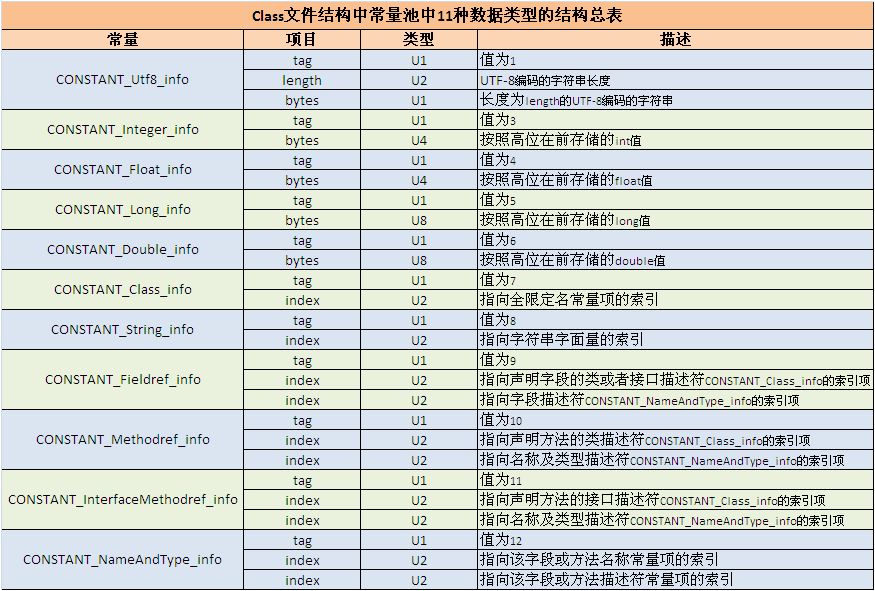 Class文件结构中常量池中11种数据类型的结构总表
常量 项目 类型 描述
CONSTANT_Utf8_info tag U1 值为1
length U2 UTF-8编码的字符串长度
bytes U1 长度为length的UTF-8编码的字符串
CONSTANT_Integer_info tag U1 值为3
bytes U4 按照高位在前存储的int值
CONSTANT_Float_info tag U1 值为4
bytes U4 按照高位在前存储的float值
CONSTANT_Long_info tag U1 值为5
bytes U8 按照高位在前存储的long值
CONSTANT_Double_info tag U1 值为6
bytes U8 按照高位在前存储的double值
CONSTANT_Class_info tag U1 值为7
index U2 指向全限定名常量项的索引
CONSTANT_String_info tag U1 值为8
index U2 指向字符串字面量的索引
CONSTANT_Fieldref_info tag U1 值为9
index U2 指向声明字段的类或者接口描述符CONSTANT_Class_info的索引项
index U2 指向字段描述符CONSTANT_NameAndType_info的索引项
CONSTANT_Methodref_info tag U1 值为10
index U2 指向声明方法的类描述符CONSTANT_Class_info的索引项
index U2 指向名称及类型描述符CONSTANT_NameAndType_info的索引项
CONSTANT_InterfaceMethodref_info tag U1 值为11
index U2 指向声明方法的接口描述符CONSTANT_Class_info的索引项
index U2 指向名称及类型描述符CONSTANT_NameAndType_info的索引项
CONSTANT_NameAndType_info tag U1 值为12
index U2 指向该字段或方法名称常量项的索引
index U2 指向该字段或方法描述符常量项的索引